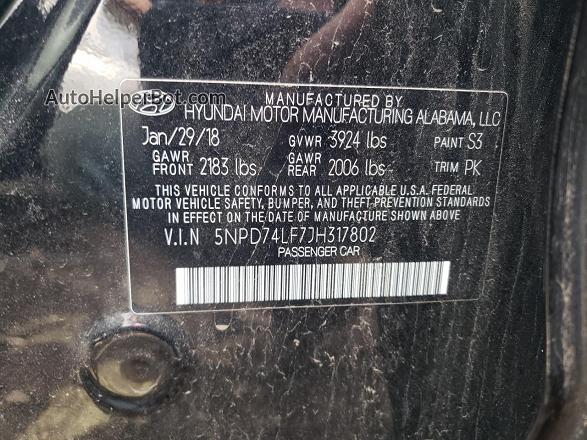 AutoHelperBot.com
MANUFACTURED BY
HYUNDAI MOTOR MANUFACTURING ALABAMA, LLC
Jan/29/18 GVWR 3924 lbs PAINT S3
GAWR FRONT 2183 lbs GAWR REAR 2006 lbs TRIM PK
THIS VEHICLE CONFORMS TO ALL APPLICABLE U.S.A. FEDERAL
MOTOR VEHICLE SAFETY, BUMPER, AND THEFT PREVENTION STANDARDS
IN EFFECT ON THE DATE OF MANUFACTURE SHOWN ABOVE
V.I.N 5NPD74LF7JH317802
PASSENGER CAR